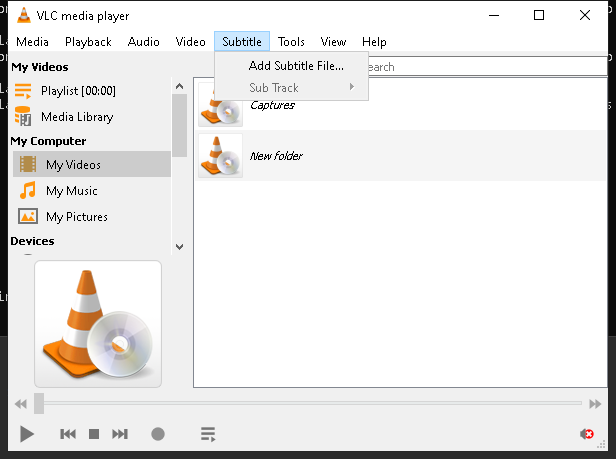 VLC media player
Media Playback Audio Video Subtitle Tools View Help
My Videos
Playlist [00:00]
Media Library
My Computer
My Videos
My Music
My Pictures
Devices
Add Subtitle File...
Sub Track
earch
Captures
New folder